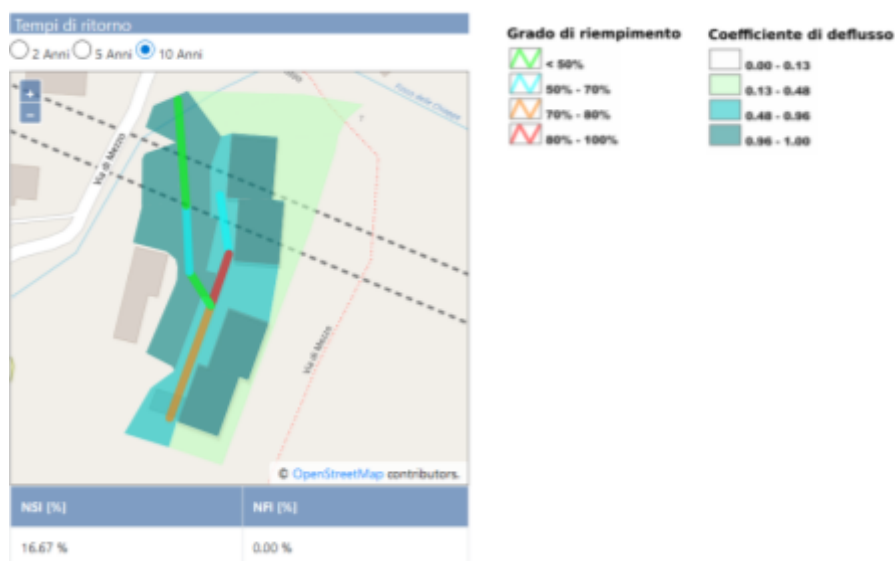 Tempi di ritorno
2 Anni 5 Anni 10 Anni
+
−
Via di Mezzo
Via di Mezzo
© OpenStreetMap contributors.
NSI [%] NFI [%]
16.67 % 0.00 %
Grado di riempimento
< 50%
50% - 70%
70% - 80%
80% - 100%
Coefficiente di deflusso
0.00 - 0.13
0.13 - 0.48
0.48 - 0.96
0.96 - 1.00